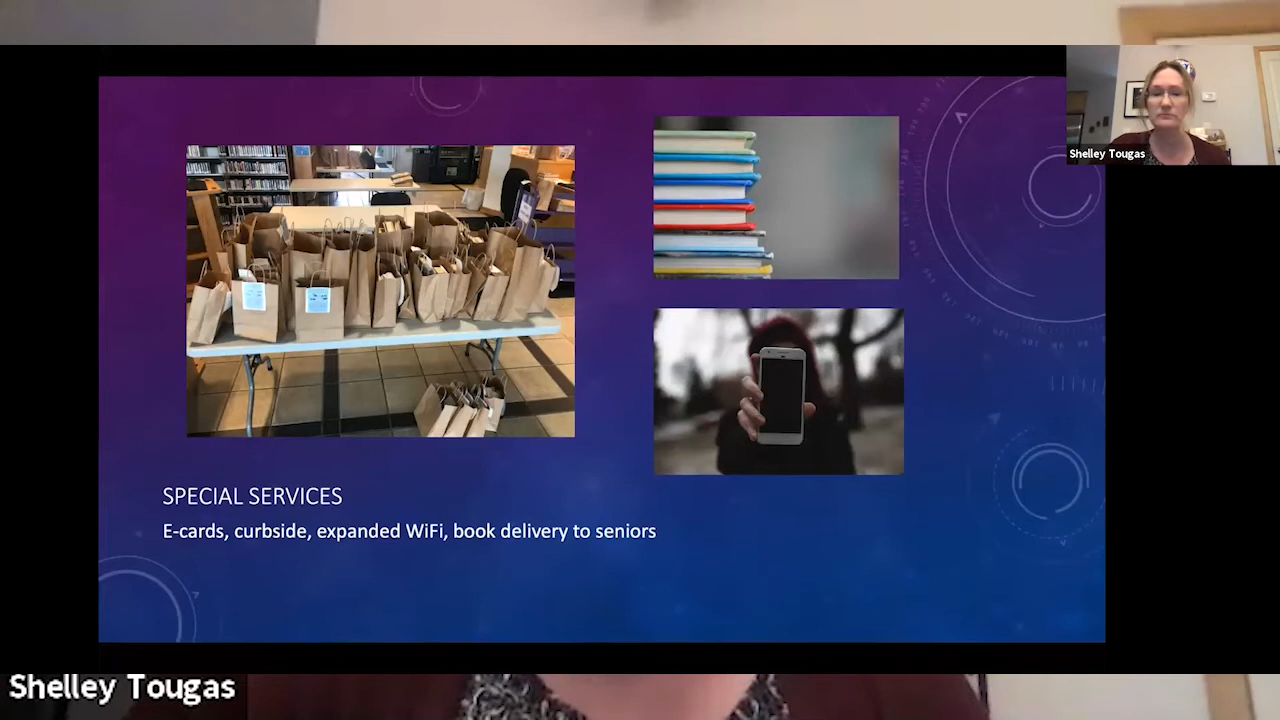 Shelley Tougas
SPECIAL SERVICES
E-cards, curbside, expanded WiFi, book delivery to seniors
Shelley Tougas